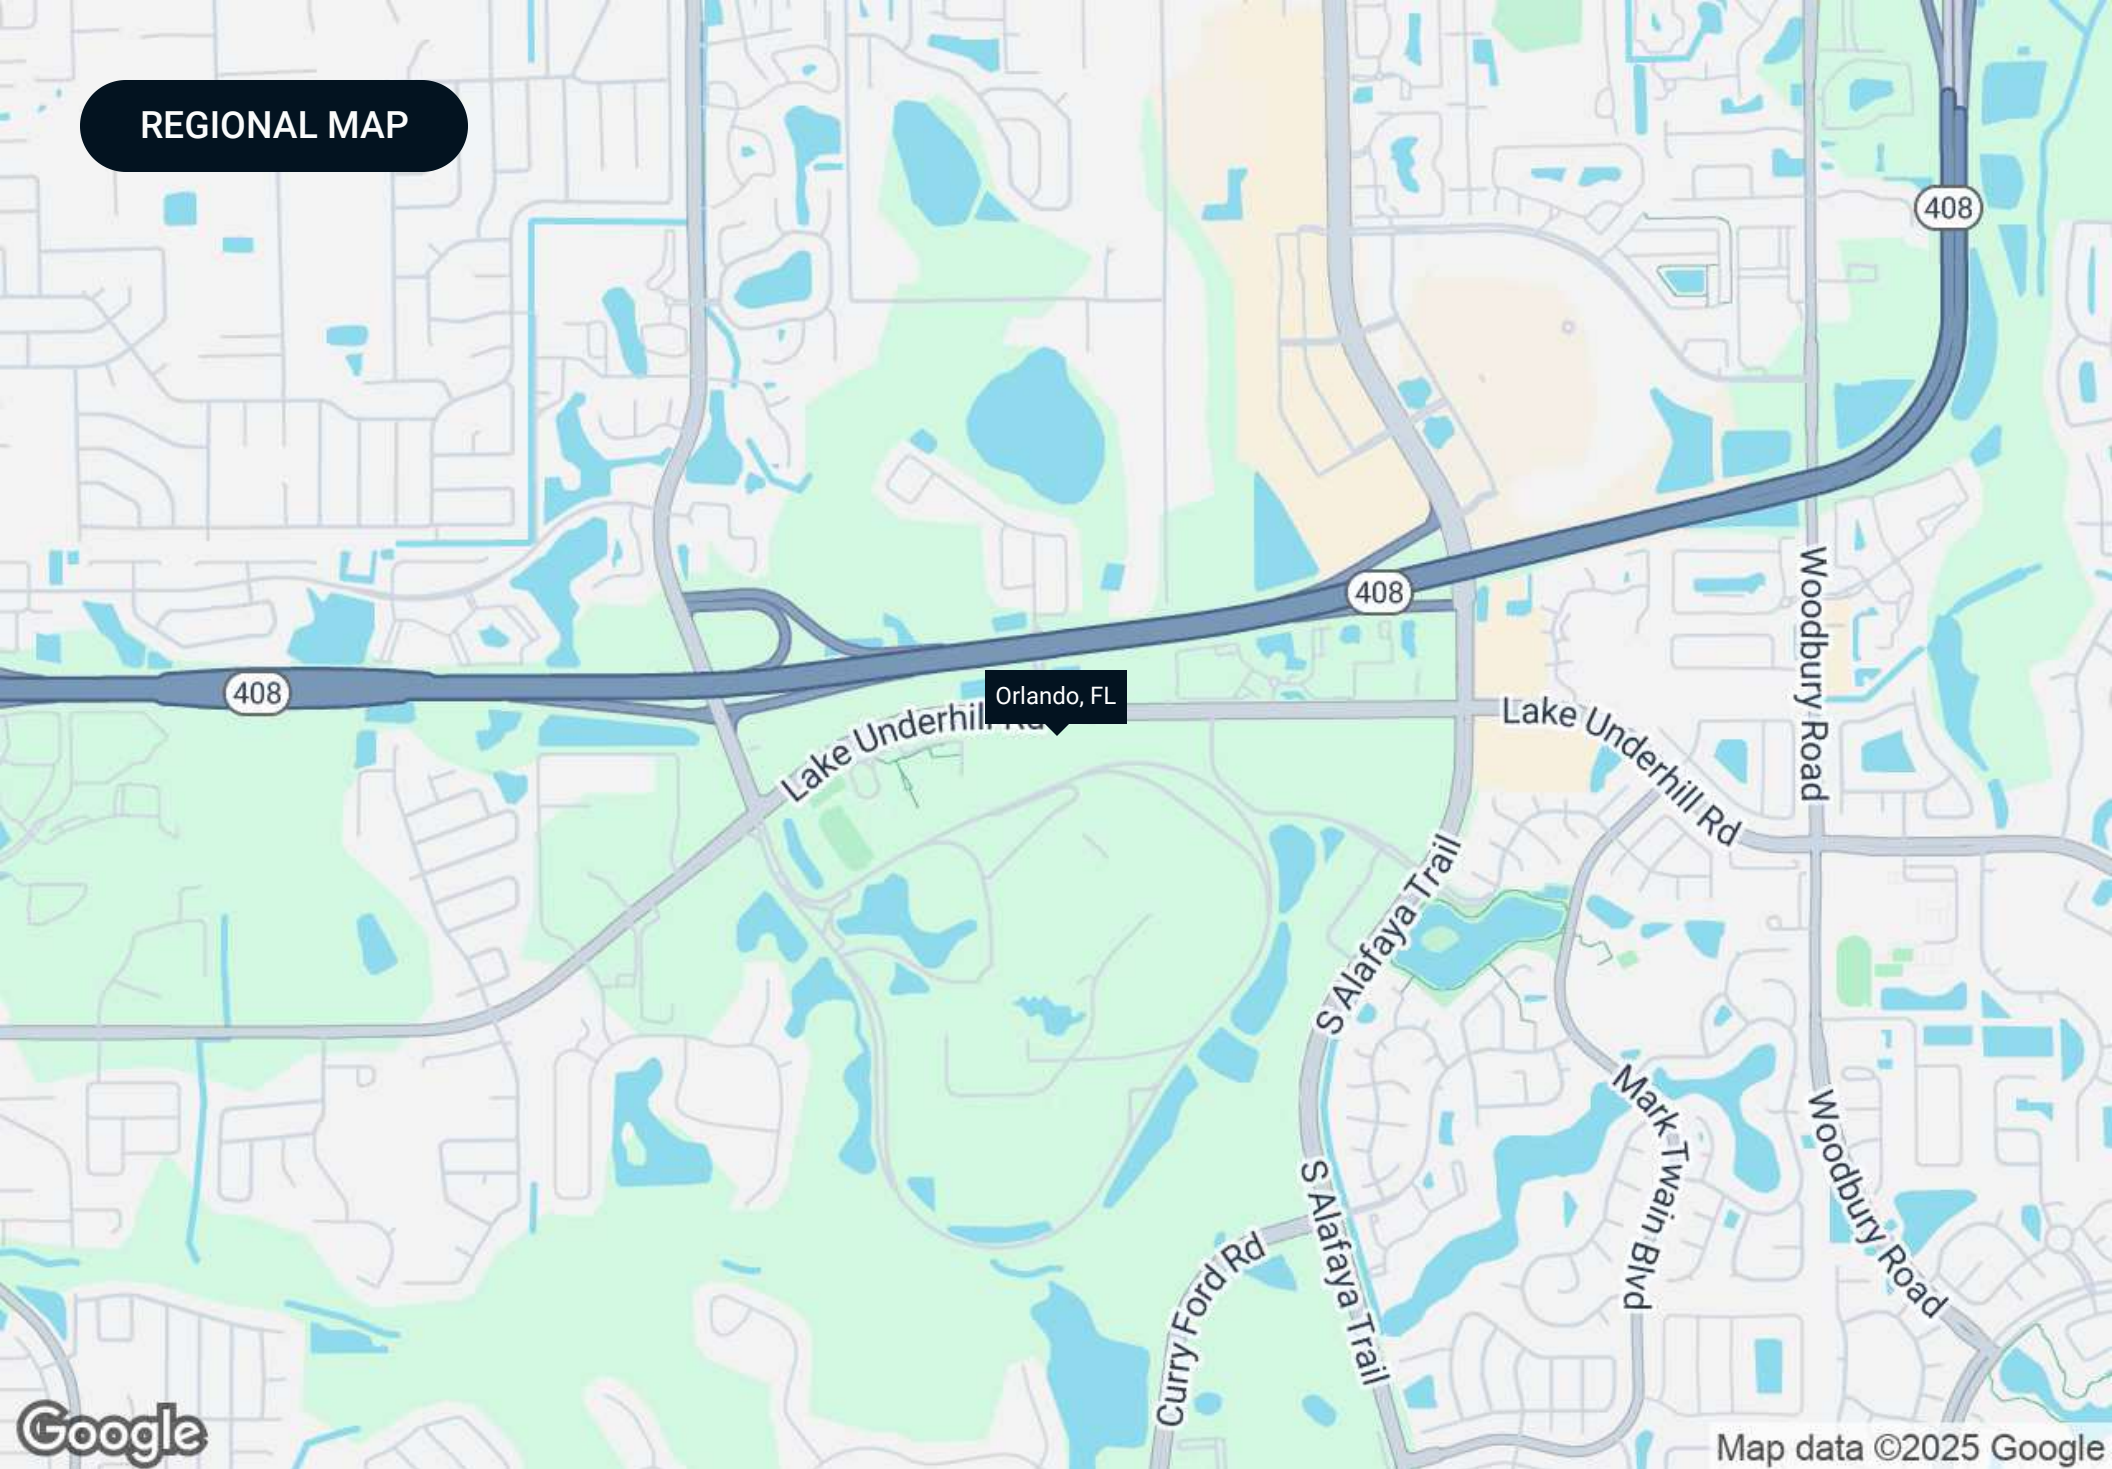 REGIONAL MAP
408
408
408
Orlando, FL
Lake Underhill Rd
Lake Underhill Rd
Woodbury Road
S Alafaya Trail
Mark Twain Blvd
Woodbury Road
S Alafaya Trail
Curry Ford Rd
Google
Map data ©2025 Google